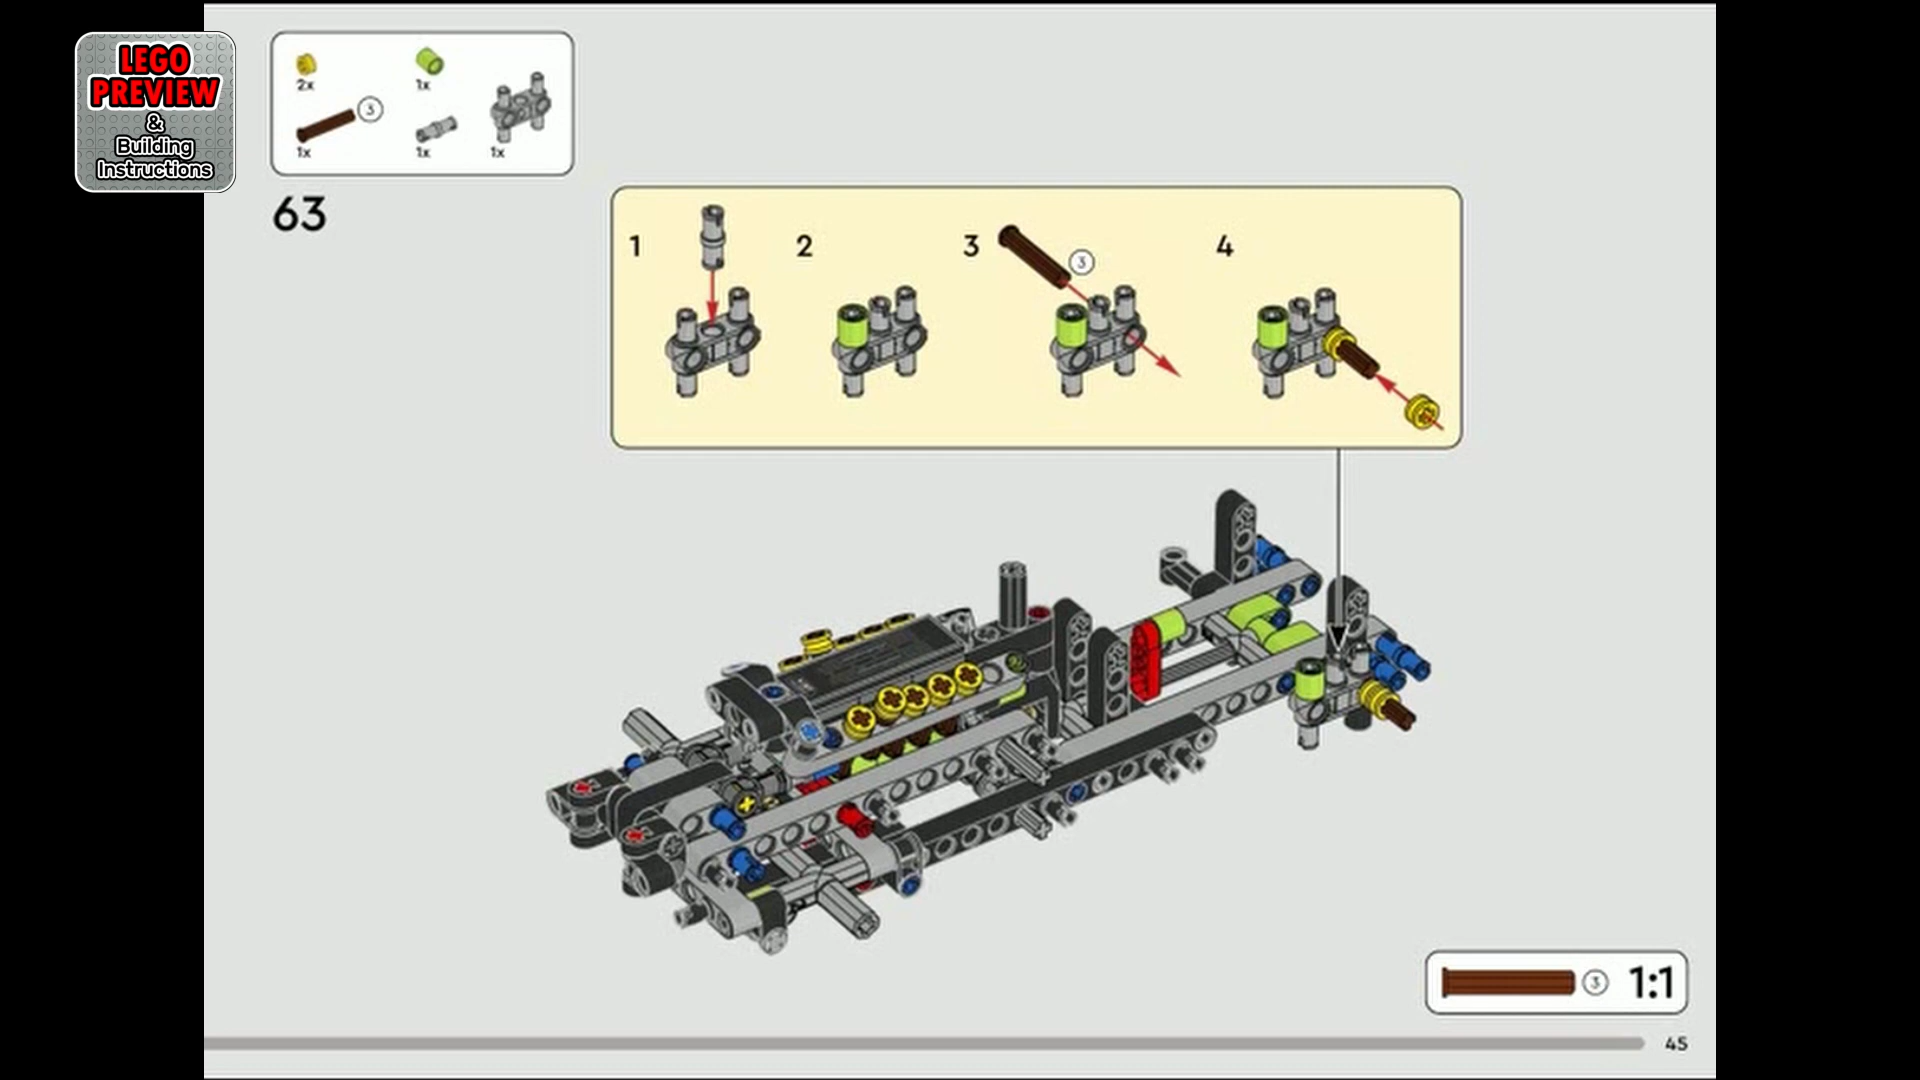 LEGO
PREVIEW
&
Building
Instructions
2x
1x
3
1x
1x
1x
63
1
2
3
3
4
3
1:1
45